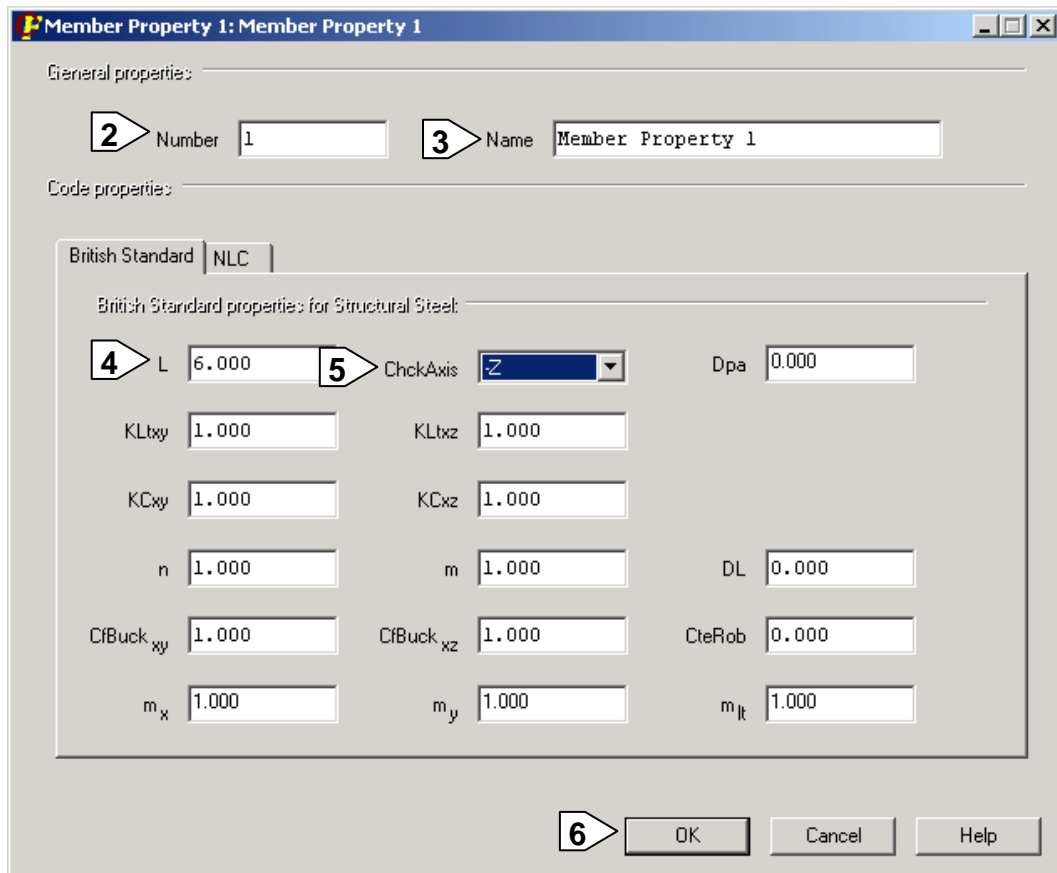 Member Property 1: Member Property 1
General properties
2 Number 1 3 Name Member Property 1
Code properties
British Standard NLC
British Standard properties for Structural Steel:
4 L 6.000 5 ChckAxis -Z Dpa 0.000
KLtxy 1.000 KLtxz 1.000
KCxy 1.000 KCxz 1.000
n 1.000 m 1.000 DL 0.000
CfBuck xy 1.000 CfBuck xz 1.000 CteRob 0.000
m x 1.000 m y 1.000 m lt 1.000
6 OK Cancel Help